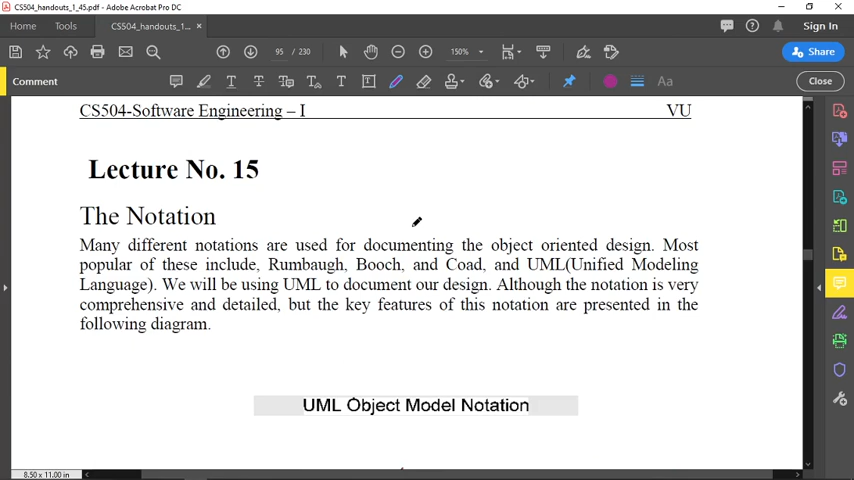 CS504_handouts_1_45.pdf - Adobe Acrobat Pro DC
Home Tools CS504_handouts_1... × ? Sign In
95 / 230 150% Share
Comment T T T T Aa Close
CS504-Software Engineering – I VU
Lecture No. 15
The Notation
Many different notations are used for documenting the object oriented design. Most
popular of these include, Rumbaugh, Booch, and Coad, and UML(Unified Modeling
Language). We will be using UML to document our design. Although the notation is very
comprehensive and detailed, but the key features of this notation are presented in the
following diagram.
UML Object Model Notation
8.50 x 11.00 in